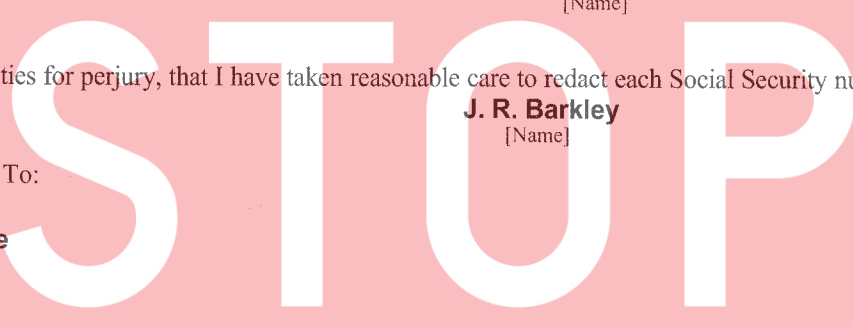 [Name]
ties for perjury, that I have taken reasonable care to redact each Social Security nu
J. R. Barkley
[Name]
To:
e
STOP